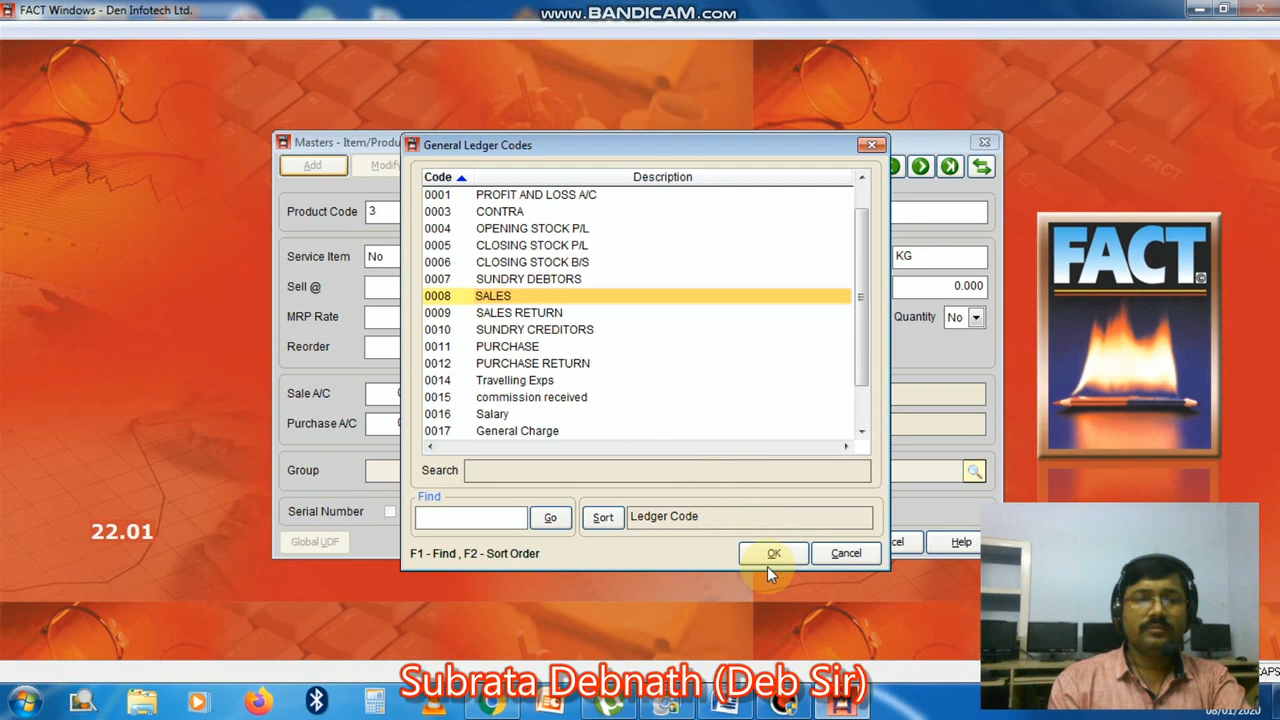 FACT Windows - Den Infotech Ltd.
www.BANDICAM.com
Masters - Item/Produ
General Ledger Codes
Add
Modif
Code
Description
Product Code 3
0001 PROFIT AND LOSS A/C
0003 CONTRA
0004 OPENING STOCK P/L
0005 CLOSING STOCK P/L
0006 CLOSING STOCK B/S
0007 SUNDRY DEBTORS
0008 SALES
0009 SALES RETURN
0010 SUNDRY CREDITORS
0011 PURCHASE
0012 PURCHASE RETURN
0014 Travelling Exps
0015 commission received
0016 Salary
0017 General Charge
Service Item No
KG
Sell @
0.000
MRP Rate
Quantity No
Reorder
Sale A/C
Purchase A/C
Group
Serial Number
Global UDF
Search
Find
Go
Sort
Ledger Code
F1 - Find , F2 - Sort Order
OK
Cancel
cel
Help
FACT
22.01
Subrata Debnath (Deb Sir)
CAPS
08/01/2020